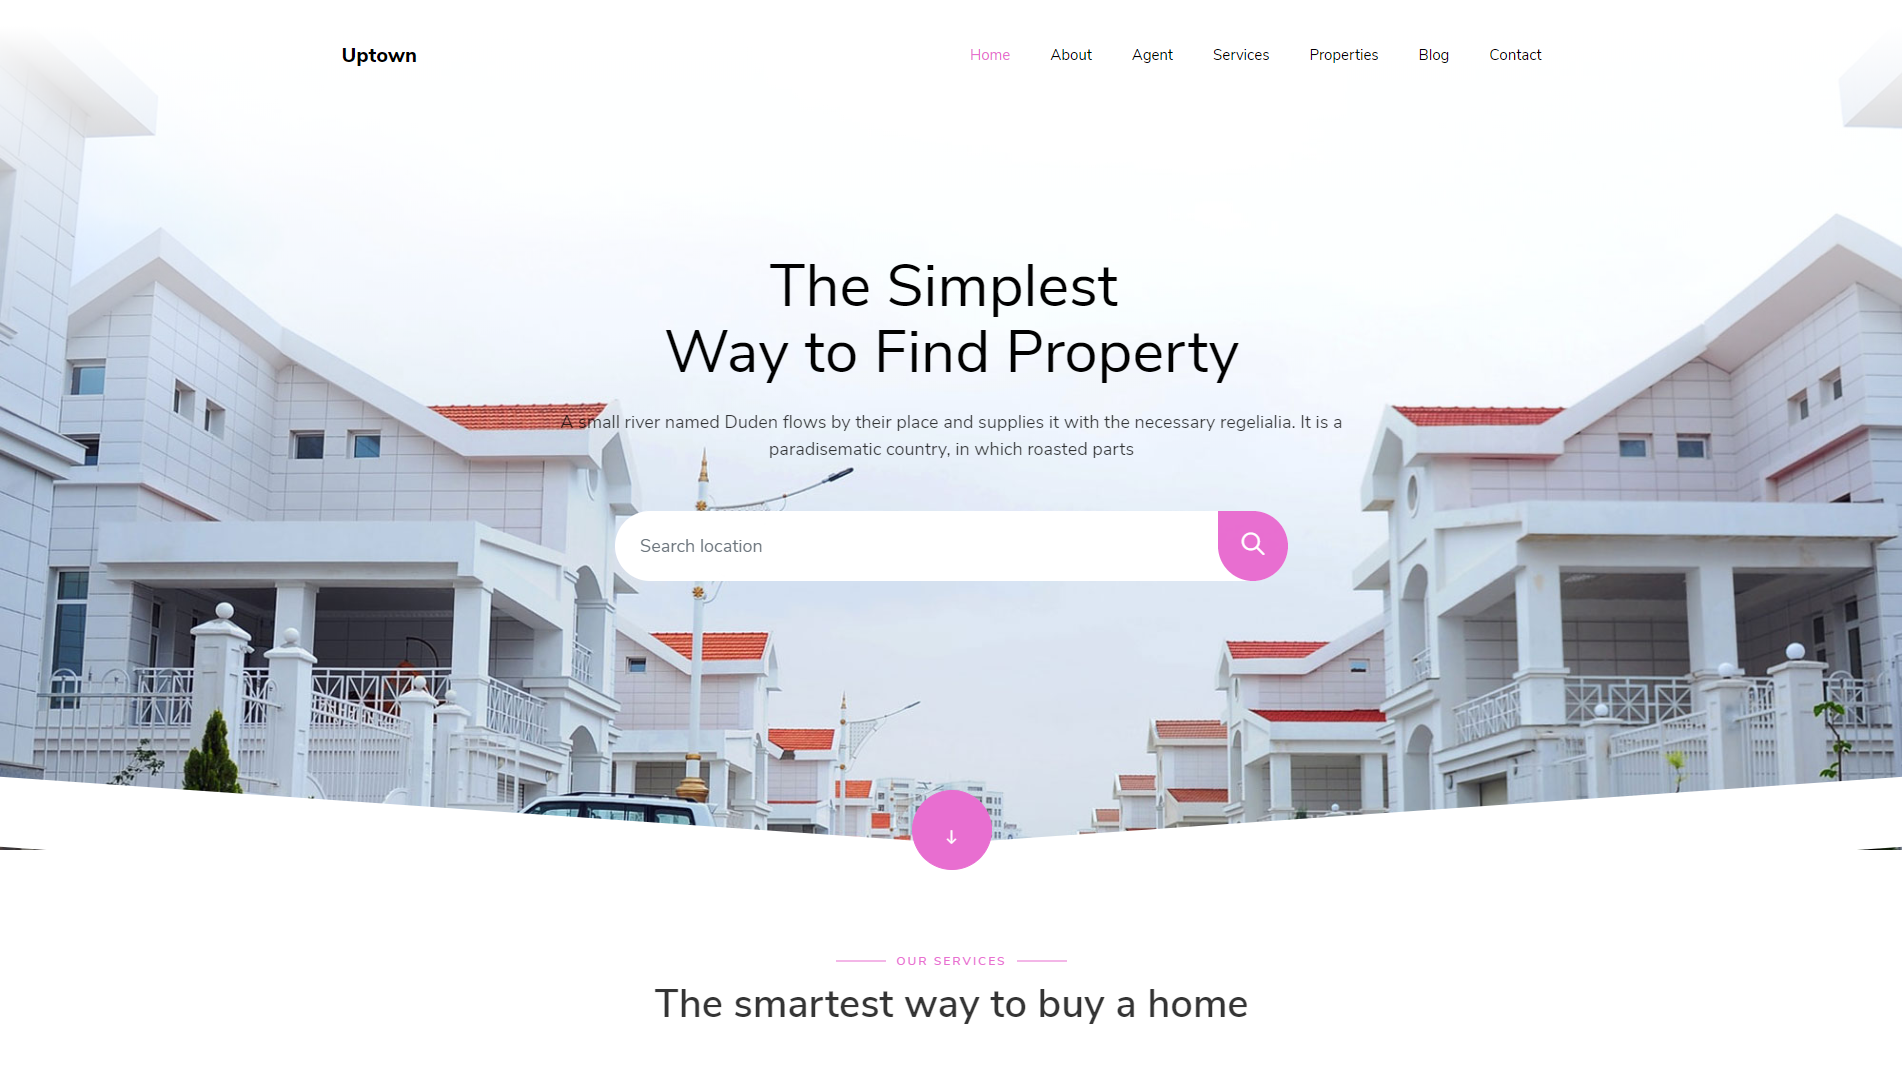 Uptown
Home About Agent Services Properties Blog Contact
The Simplest
Way to Find Property
A small river named Duden flows by their place and supplies it with the necessary regelialia. It is a
paradisematic country, in which roasted parts
Search location
OUR SERVICES
The smartest way to buy a home